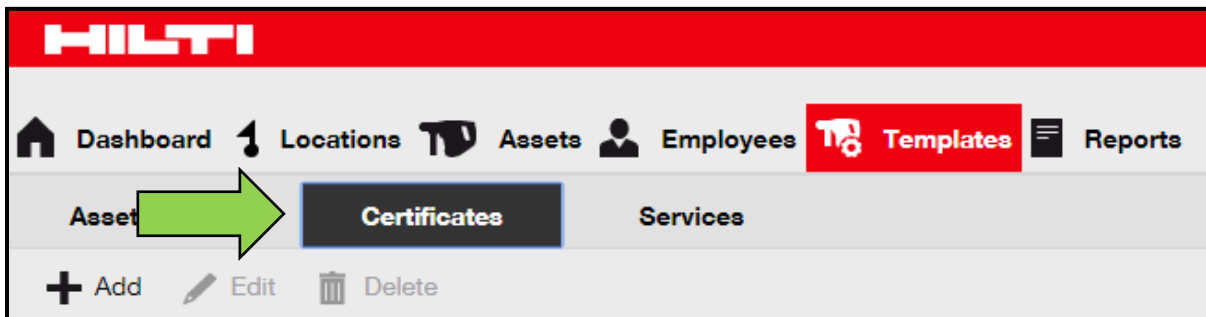 HILTI
Dashboard Locations Assets Employees Templates Reports
Asset Certificates Services
Add Edit Delete